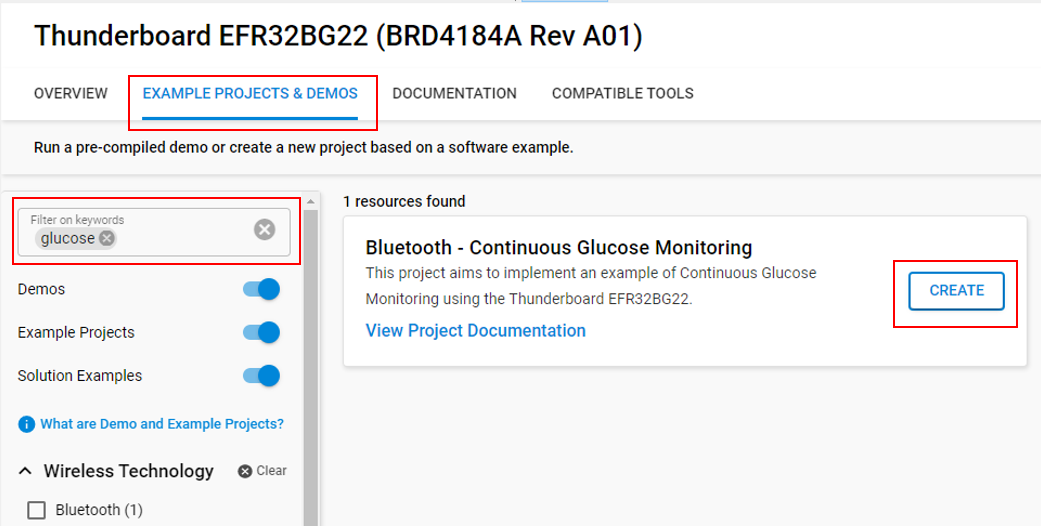 Thunderboard EFR32BG22 (BRD4184A Rev A01)
OVERVIEW
EXAMPLE PROJECTS & DEMOS
DOCUMENTATION
COMPATIBLE TOOLS
Run a pre-compiled demo or create a new project based on a software example.
Filter on keywords
glucose
Demos
Example Projects
Solution Examples
What are Demo and Example Projects?
Wireless Technology
Clear
Bluetooth (1)
1 resources found
Bluetooth - Continuous Glucose Monitoring
This project aims to implement an example of Continuous Glucose
Monitoring using the Thunderboard EFR32BG22.
View Project Documentation
CREATE